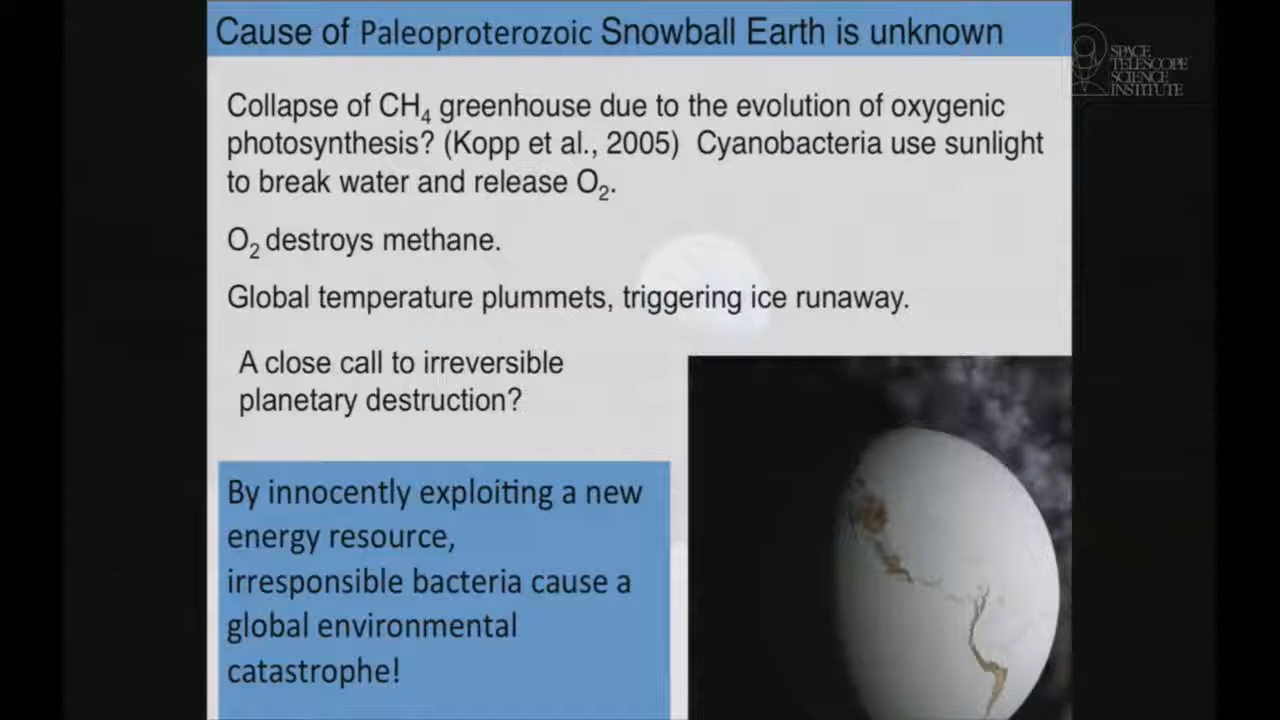 Cause of Paleoproterozoic Snowball Earth is unknown
SPACE
TELESCOPE
SCIENCE
INSTITUTE
Collapse of CH₄ greenhouse due to the evolution of oxygenic
photosynthesis? (Kopp et al., 2005) Cyanobacteria use sunlight
to break water and release O₂.
O₂ destroys methane.
Global temperature plummets, triggering ice runaway.
A close call to irreversible
planetary destruction?
By innocently exploiting a new
energy resource,
irresponsible bacteria cause a
global environmental
catastrophe!